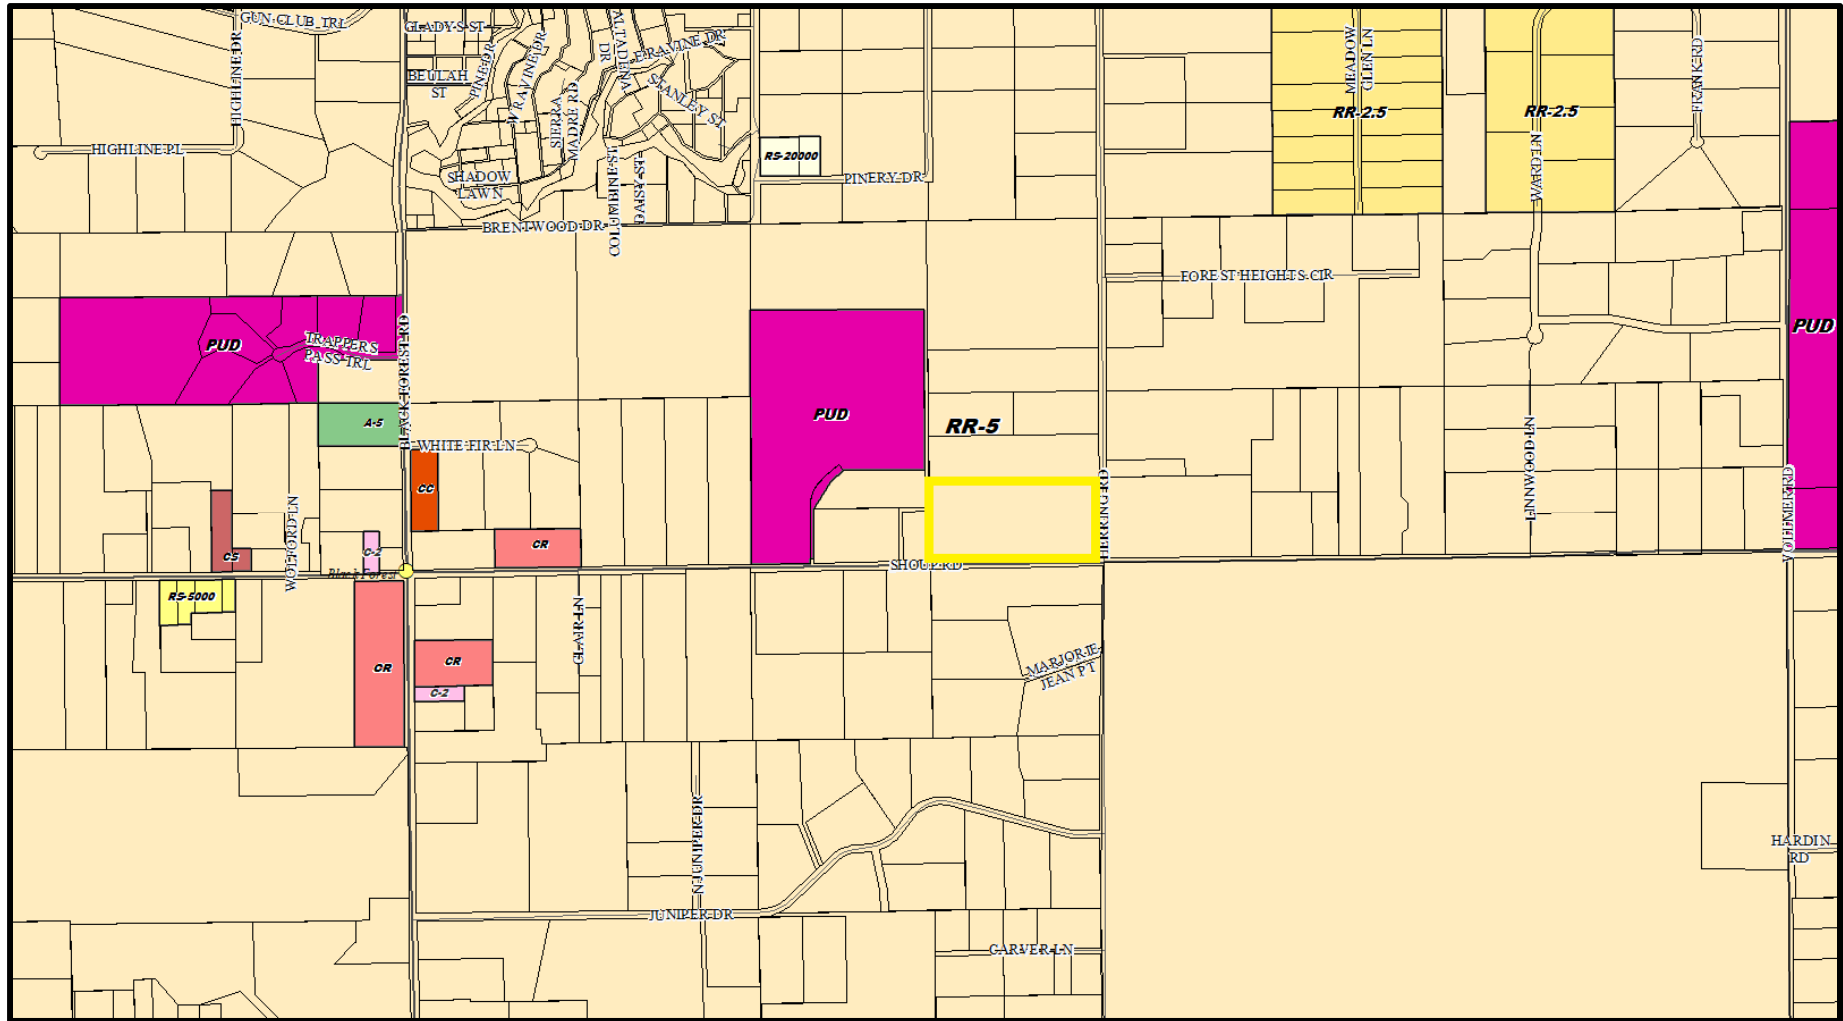 GUN CLUB TRL
GLADYS ST
HIGHLINE DR
BEULAH
ST
PINE DR
W RAVINE DR
SIERRA
MADRE RD
ALTADENA
DR
E RAVINE DR
STANLEY ST
MEADOW
GLEN LN
FRANK RD
RR-2.5
RR-2.5
HIGHLINE PL
RS-20000
SHADOW
LAWN
COLUMBINE ST
DAISY ST
PINERY DR
WARDEN LN
BRENTWOOD DR
FOREST HEIGHTS CIR
PUD
TRAPPERS
PASS TRL
BLACK FOREST RD
PUD
A-5
PUD
RR-5
WHITE FIR LN
CC
LINNWOOD LN
VOLLMER RD
HERRING RD
WOLFORD LN
CS
C-2
CR
SHOUP RD
Black Forest
RS-5000
CLAIR LN
CR
CR
C-2
MARJORIE
JEAN PT
N JUNIPER DR
HARDIN
RD
JUNIPER DR
GARVER LN